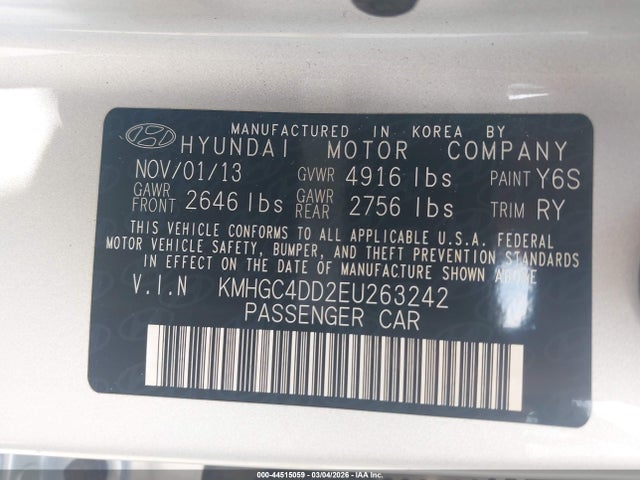 MANUFACTURED IN KOREA BY
HYUNDAI MOTOR COMPANY
NOV/01/13 GVWR 4916 lbs PAINT Y6S
GAWR FRONT 2646 lbs GAWR REAR 2756 lbs TRIM RY
THIS VEHICLE CONFORMS TO ALL APPLICABLE U.S.A. FEDERAL
MOTOR VEHICLE SAFETY, BUMPER, AND THEFT PREVENTION STANDARDS
IN EFFECT ON THE DATE OF MANUFACTURE SHOWN ABOVE.
V.I.N KMHGC4DD2EU263242
PASSENGER CAR
©-44515059 - 03/04/2026 - IAA Inc.